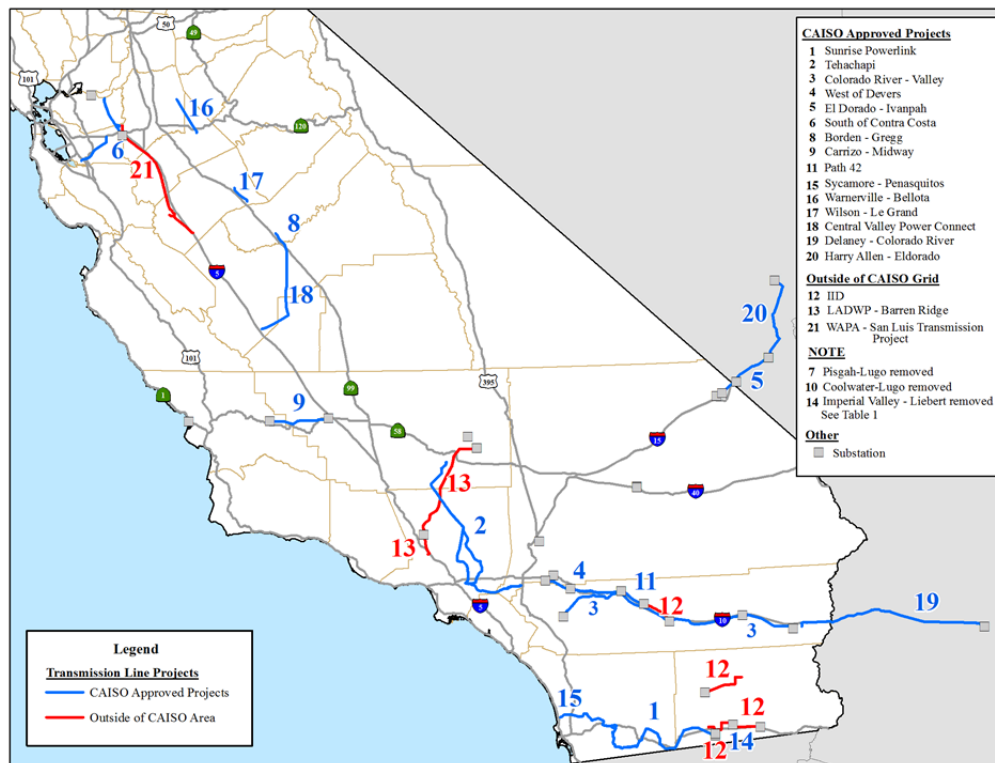 50
49
101
16
120
6
21
17
8
5
18
20
101
395
5
99
1
9
58
15
13
40
2
13
4
11
3
12
19
5
10
3
12
15
1
12
12
14
CAISO Approved Projects
1 Sunrise Powerlink
2 Tehachapi
3 Colorado River - Valley
4 West of Devers
5 El Dorado - Ivanpah
6 South of Contra Costa
8 Borden - Gregg
9 Carrizo - Midway
11 Path 42
15 Sycamore - Penasquitos
16 Warnerville - Bellota
17 Wilson - Le Grand
18 Central Valley Power Connect
19 Delaney - Colorado River
20 Harry Allen - Eldorado
Outside of CAISO Grid
12 IID
13 LADWP - Barren Ridge
21 WAPA - San Luis Transmission
Project
NOTE
7 Pisgah-Lugo removed
10 Coolwater-Lugo removed
14 Imperial Valley - Liebert removed
See Table 1
Other
Substation
Legend
Transmission Line Projects
CAISO Approved Projects
Outside of CAISO Area